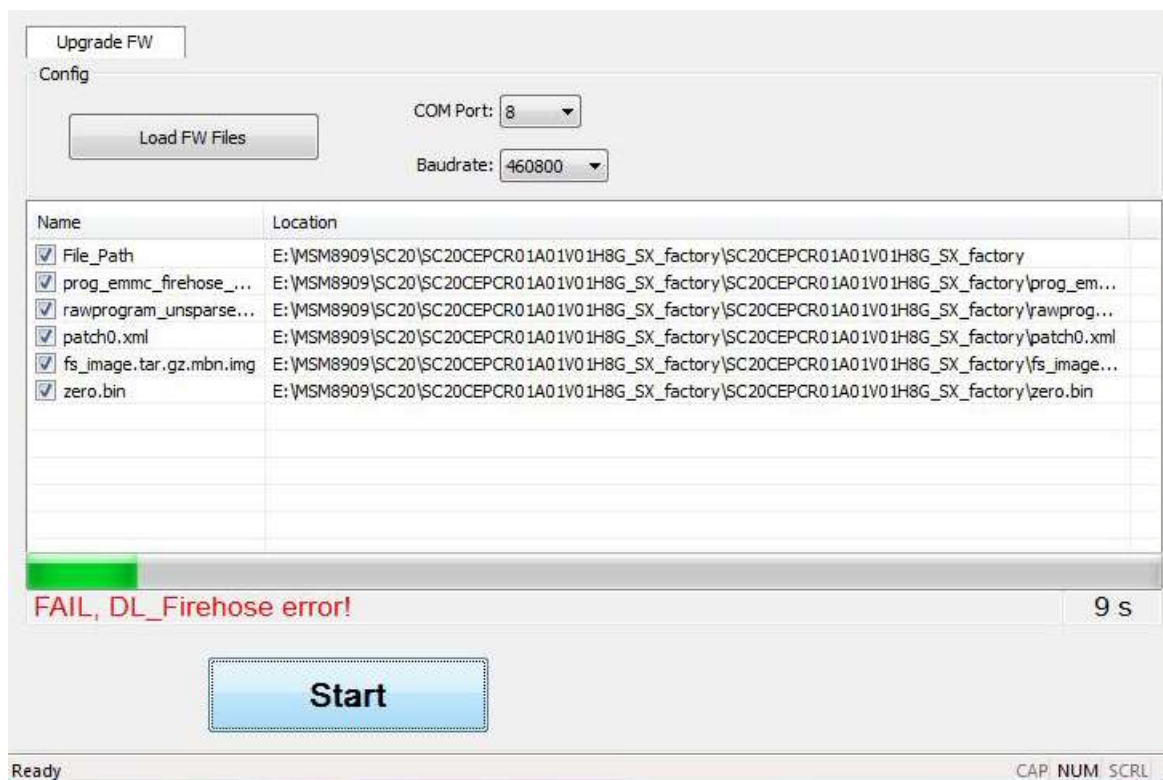 Upgrade FW
Config
Load FW Files
COM Port: 8
Baudrate: 460800
Name Location
File_Path E:\MSM8909\SC20\SC20CEPCR01A01V01H8G_SX_factory\SC20CEPCR01A01V01H8G_SX_factory
prog_emmc_firehose_... E:\MSM8909\SC20\SC20CEPCR01A01V01H8G_SX_factory\SC20CEPCR01A01V01H8G_SX_factory\prog_em...
rawprogram_unsparse... E:\MSM8909\SC20\SC20CEPCR01A01V01H8G_SX_factory\SC20CEPCR01A01V01H8G_SX_factory\rawprog...
patch0.xml E:\MSM8909\SC20\SC20CEPCR01A01V01H8G_SX_factory\SC20CEPCR01A01V01H8G_SX_factory\patch0.xml
fs_image.tar.gz.mbn.img E:\MSM8909\SC20\SC20CEPCR01A01V01H8G_SX_factory\SC20CEPCR01A01V01H8G_SX_factory\fs_image...
zero.bin E:\MSM8909\SC20\SC20CEPCR01A01V01H8G_SX_factory\SC20CEPCR01A01V01H8G_SX_factory\zero.bin
FAIL, DL_Firehose error! 9 s
Start
Ready CAP NUM SCRL